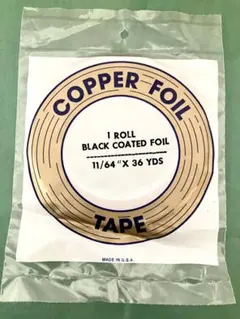 COPPER FOIL
1 ROLL
BLACK COATED FOIL
11/64" X 36 YDS
TAPE
MADE IN U.S.A.